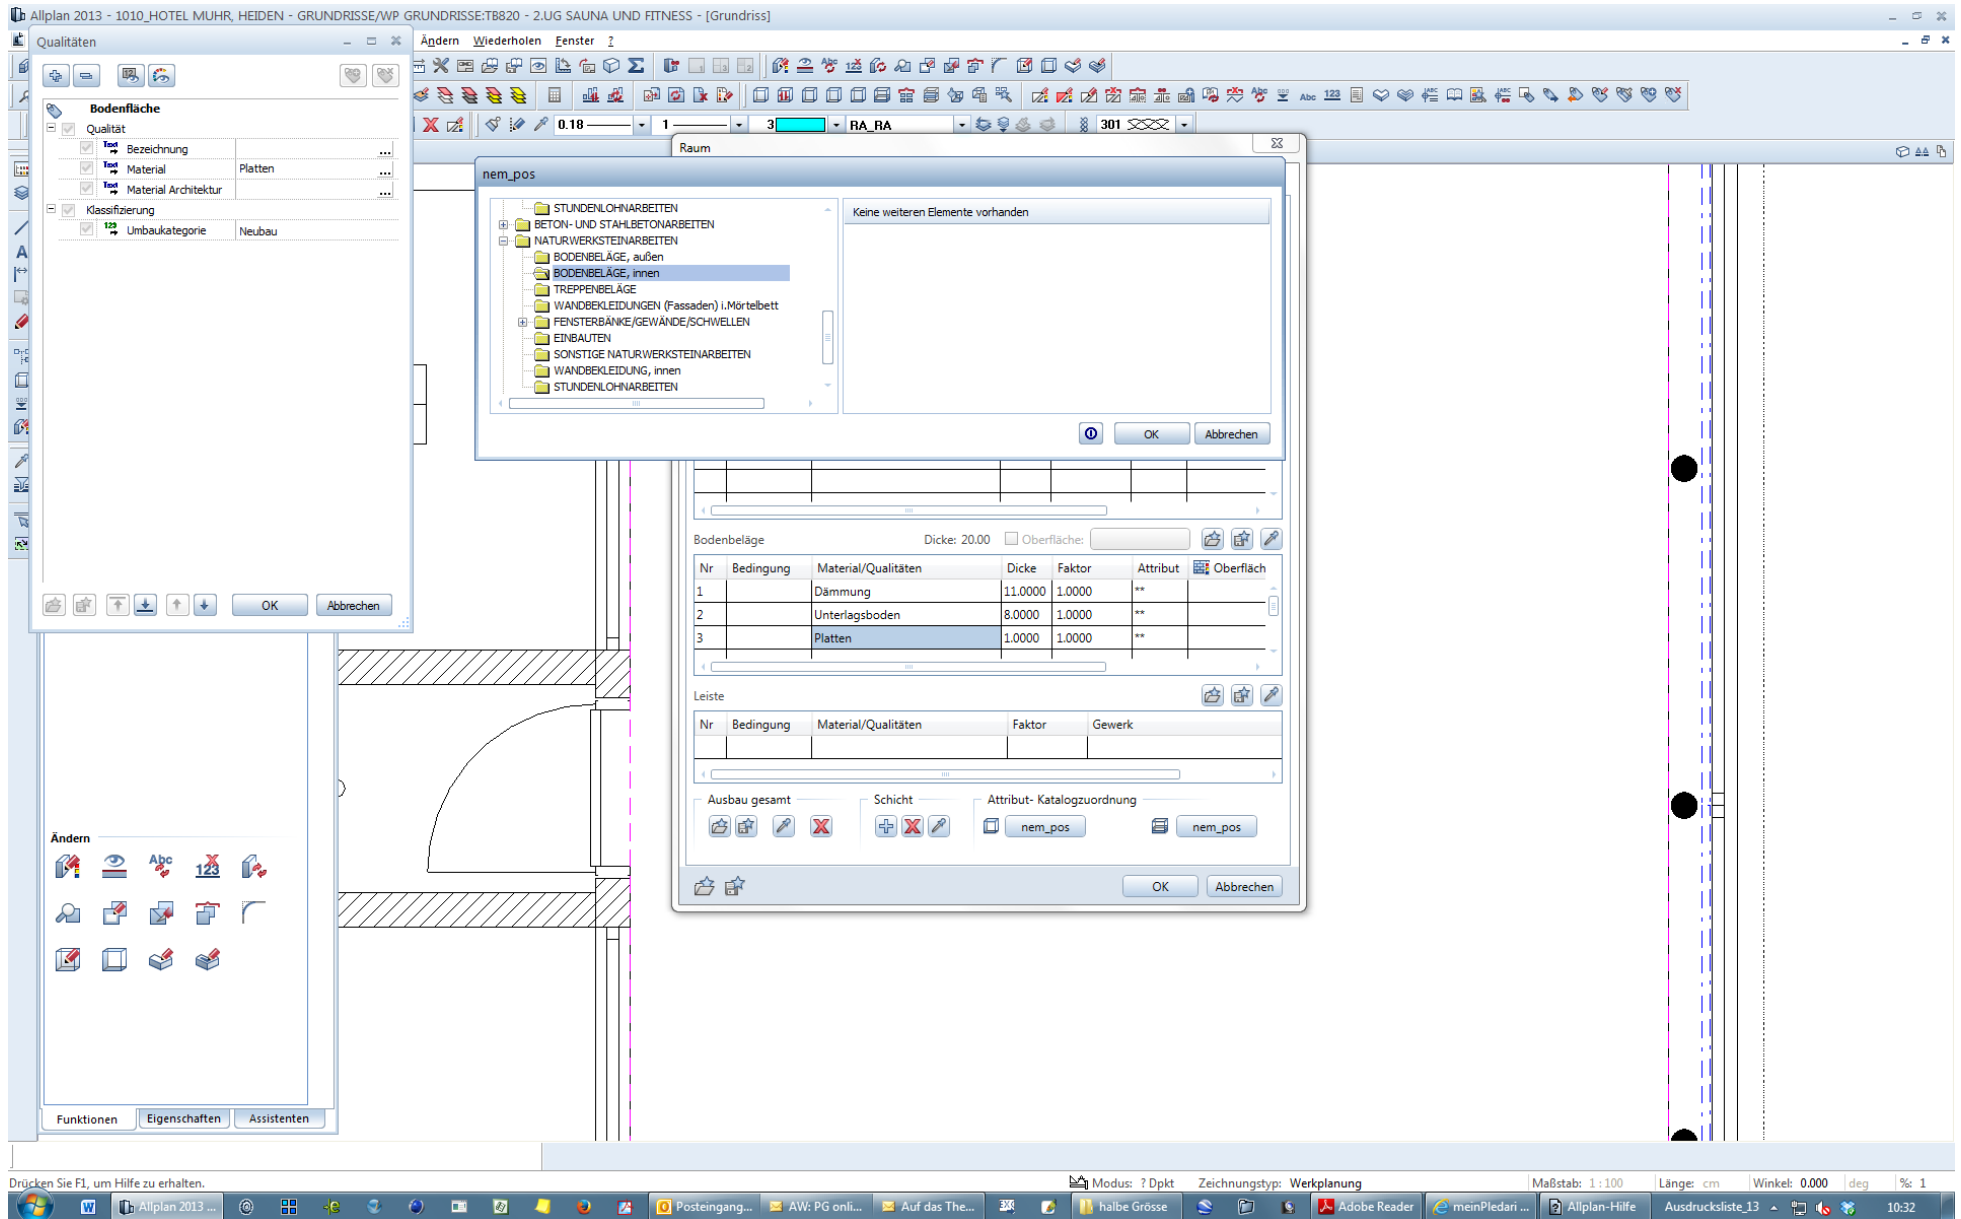 Allplan 2013 - 1010_HOTEL MUHR, HEIDEN - GRUNDRISSE/WP GRUNDRISSE:TB820 - 2.UG SAUNA UND FITNESS - [Grundriss]
Qualitäten
Ändern Wiederholen Fenster ?
Bodenfläche
Qualität
Bezeichnung ...
Material Platten ...
Material Architektur ...
Klassifizierung
Umbaukategorie Neubau
OK Abbrechen
0.18 1 3 RA_RA 301
Raum
nem_pos
STUNDENLOHNARBEITEN
BETON- UND STAHLBETONARBEITEN
NATURWERKSTEINARBEITEN
BODENBELÄGE, außen
BODENBELÄGE, innen
TREPPENBELÄGE
WANDBEKLEIDUNGEN (Fassaden) i.Mörtelbett
FENSTERBÄNKE/GEWÄNDE/SCHWELLEN
EINBAUTEN
SONSTIGE NATURWERKSTEINARBEITEN
WANDBEKLEIDUNG, innen
STUNDENLOHNARBEITEN
Keine weiteren Elemente vorhanden
OK Abbrechen
Bodenbeläge Dicke: 20.00 Oberfläche:
Nr Bedingung Material/Qualitäten Dicke Faktor Attribut Oberfläch
1 Dämmung 11.0000 1.0000 **
2 Unterlagsboden 8.0000 1.0000 **
3 Platten 1.0000 1.0000 **
Leiste
Nr Bedingung Material/Qualitäten Faktor Gewerk
Ausbau gesamt Schicht Attribut- Katalogzuordnung
nem_pos nem_pos
OK Abbrechen
Ändern
Abc 123
Funktionen Eigenschaften Assistenten
Drücken Sie F1, um Hilfe zu erhalten.
Modus: ? Dpkt Zeichnungstyp: Werkplanung Maßstab: 1 : 100 Länge: cm Winkel: 0.000 deg %: 1
Allplan 2013 ... Posteingang... AW: PG onli... Auf das The... halbe Grösse Adobe Reader meinPledari ... Allplan-Hilfe Ausdrucksliste_13 10:32